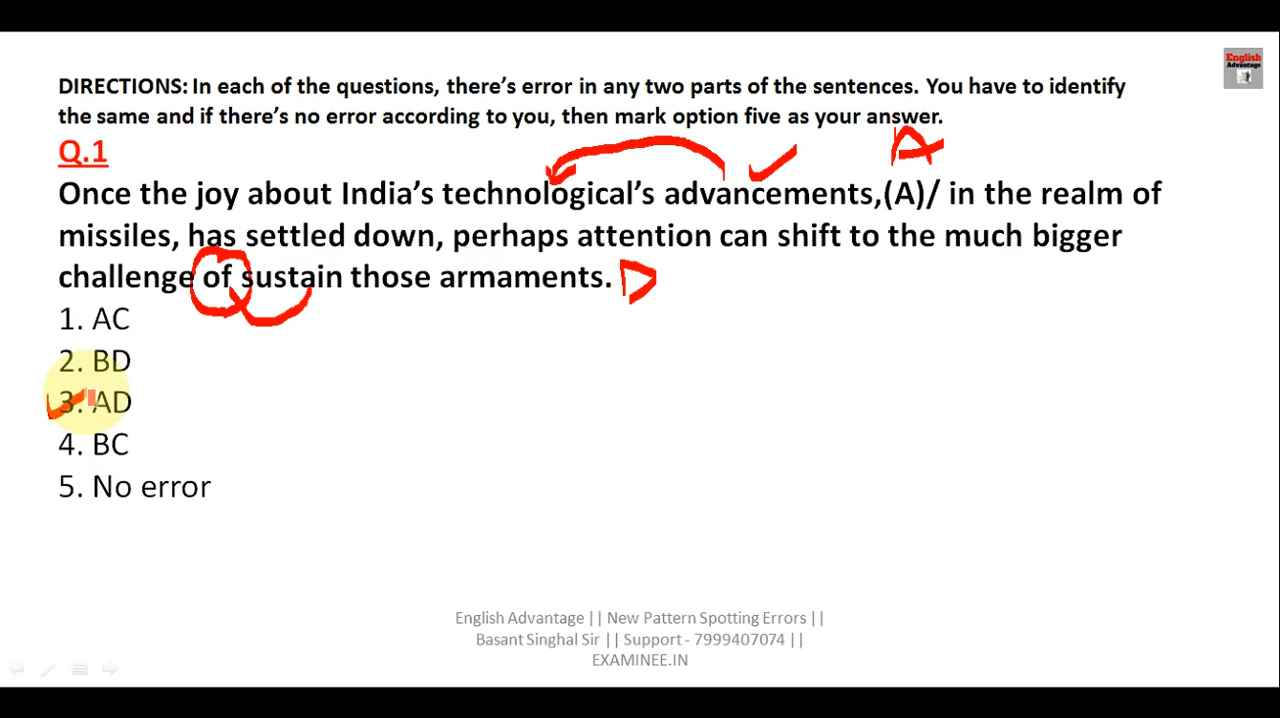 English
Advantage
DIRECTIONS: In each of the questions, there's error in any two parts of the sentences. You have to identify
the same and if there's no error according to you, then mark option five as your answer.
A
Q.1
Once the joy about India's technological's advancements,(A)/ in the realm of
missiles, has settled down, perhaps attention can shift to the much bigger
challenge of sustain those armaments. D
1. AC
2. BD
3. AD
4. BC
5. No error
English Advantage || New Pattern Spotting Errors ||
Basant Singhal Sir || Support - 7999407074 ||
EXAMINEE.IN